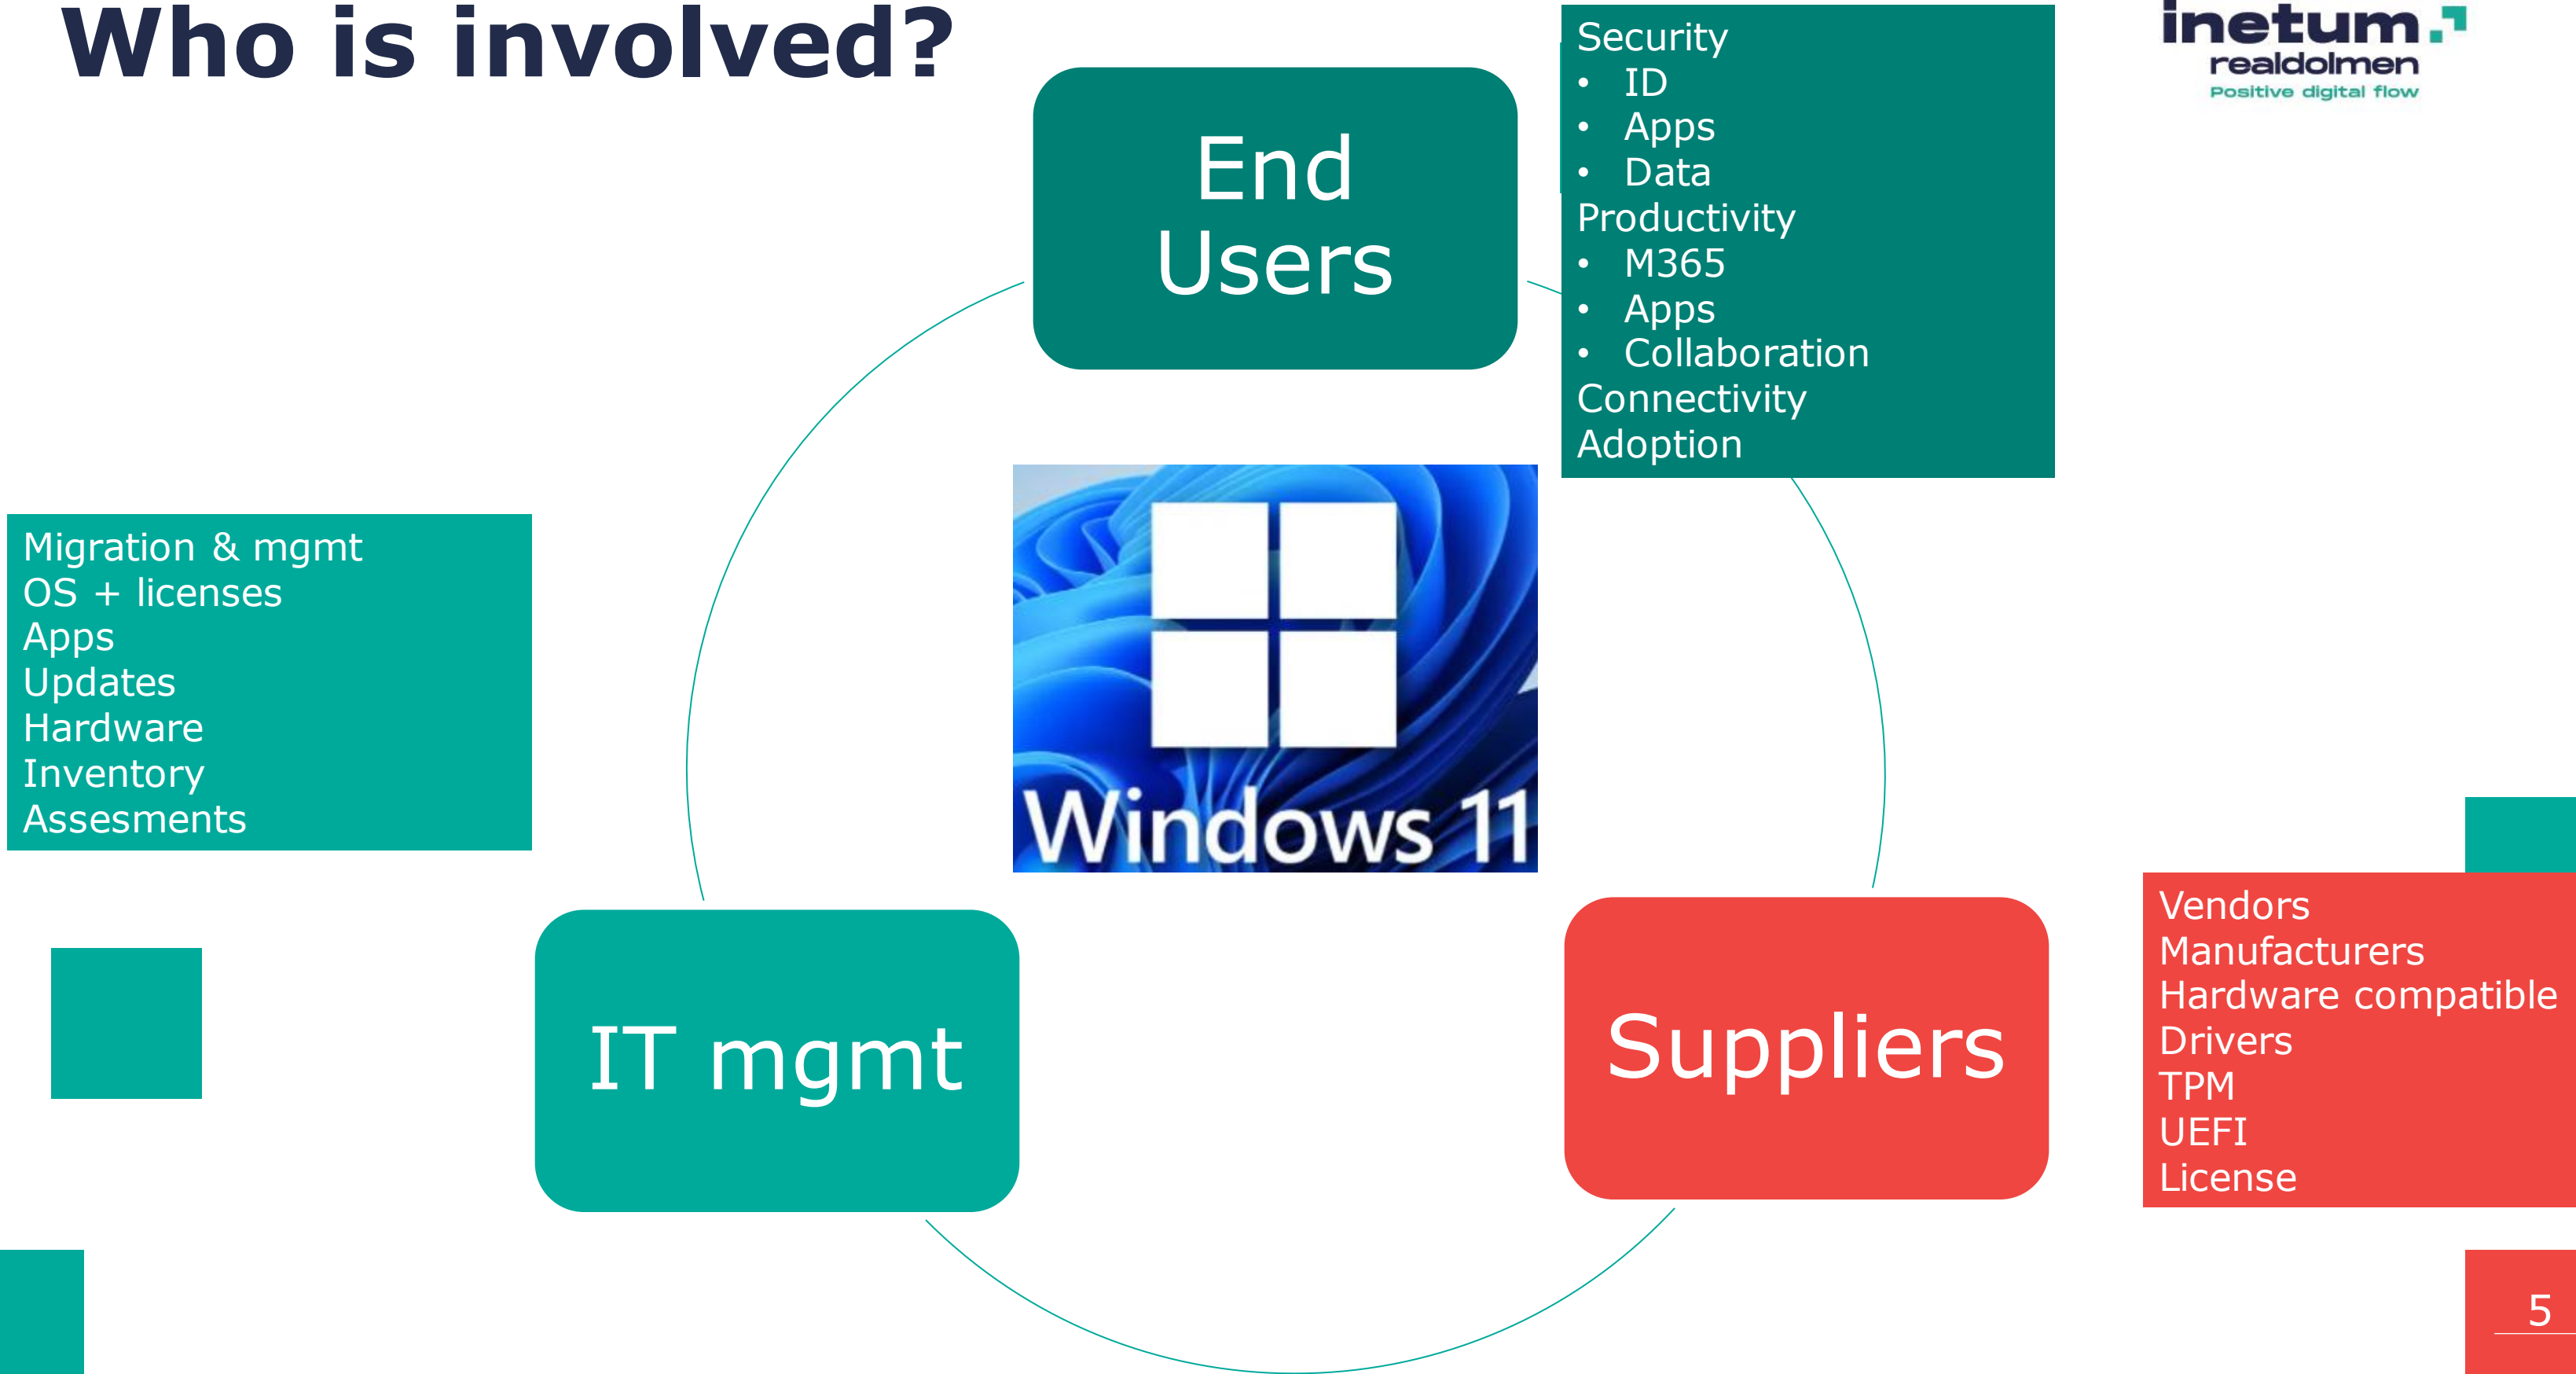 Who is involved?
inetum
realdolmen
Positive digital flow
End
Users
Security
• ID
• Apps
• Data
Productivity
• M365
• Apps
• Collaboration
Connectivity
Adoption
Windows 11
Migration & mgmt
OS + licenses
Apps
Updates
Hardware
Inventory
Assesments
IT mgmt
Suppliers
Vendors
Manufacturers
Hardware compatible
Drivers
TPM
UEFI
License
5